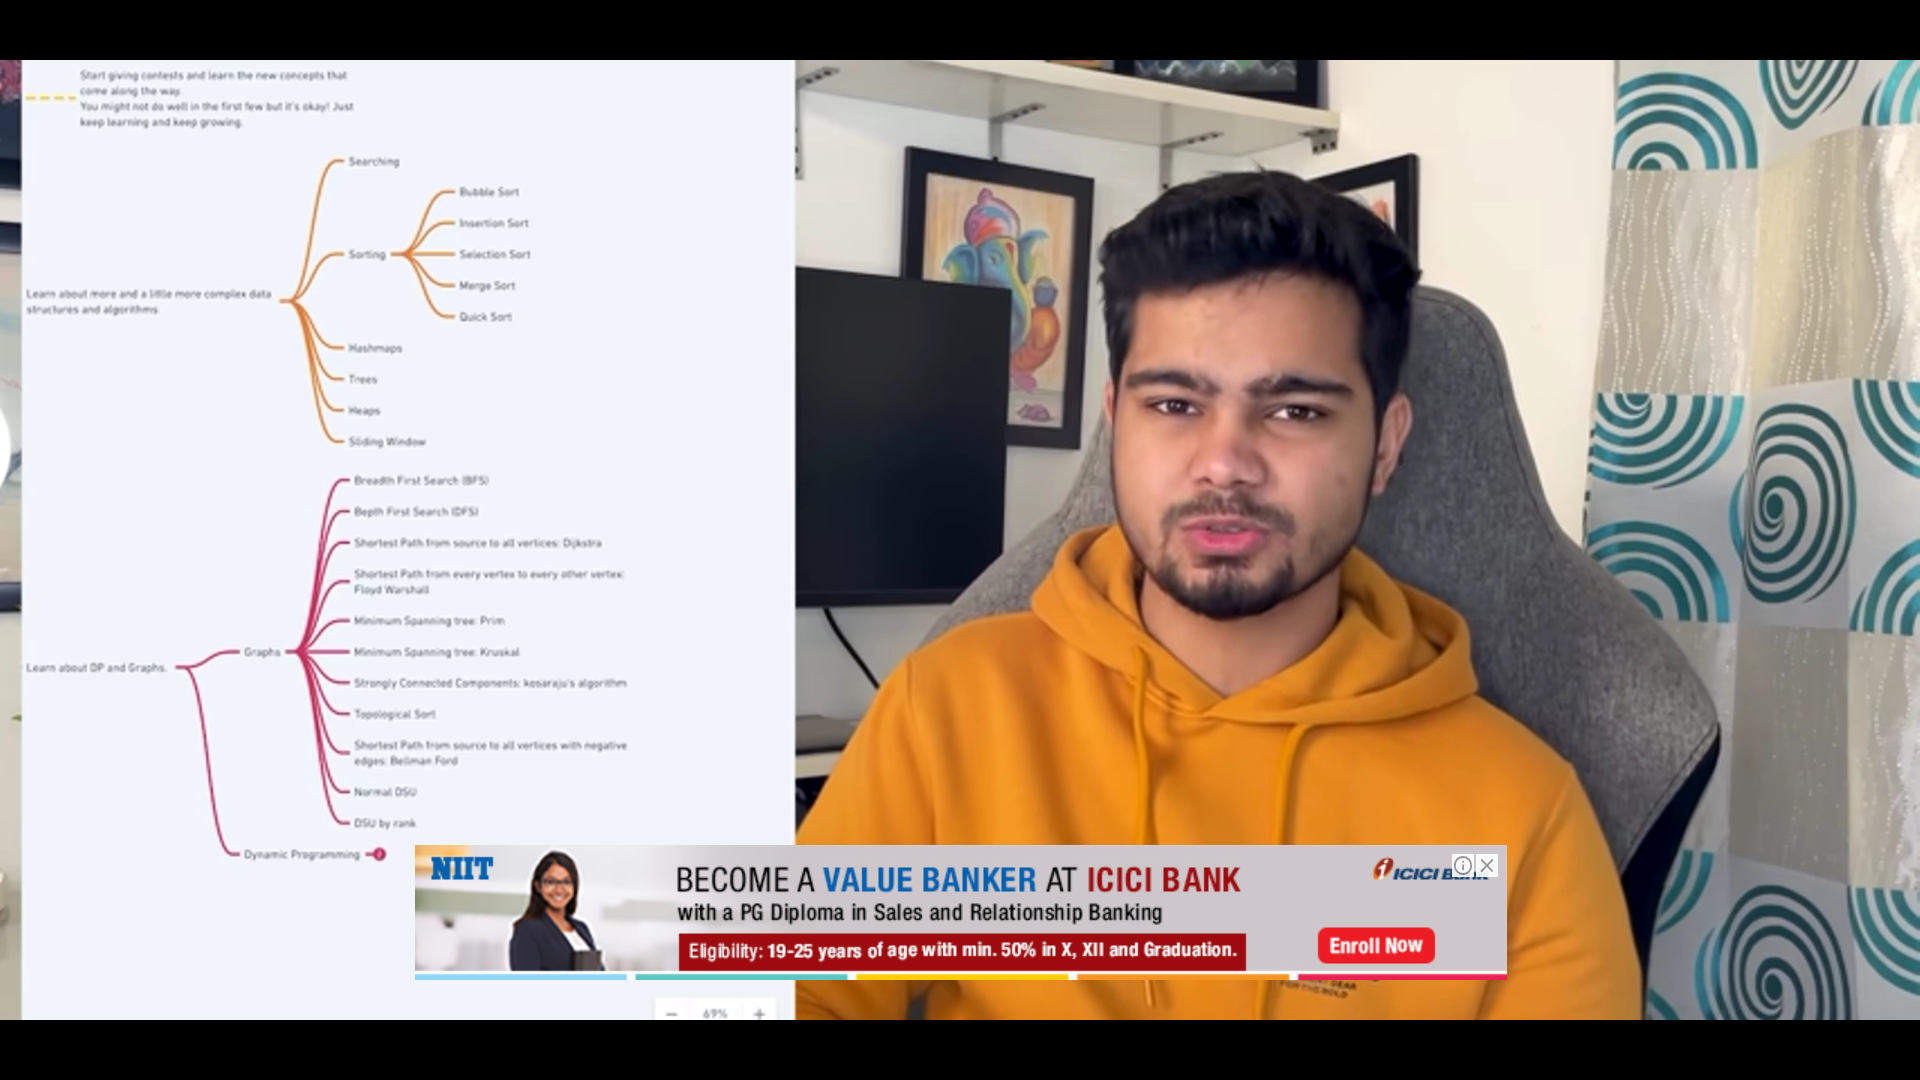 Start giving contests and learn the new concepts that
come along the way.
You might not do well in the first few but it's okay! Just
keep learning and keep growing.
Searching
Bubble Sort
Insertion Sort
Sorting
Selection Sort
Merge Sort
Quick Sort
Learn about more and a little more complex data
structures and algorithms
Hashmaps
Trees
Heaps
Sliding Window
Breadth First Search (BFS)
Bepth First Search (DFS)
Shortest Path from source to all vertices: Dijkstra
Shortest Path from every vertex to every other vertex:
Floyd Warshall
Minimum Spanning tree: Prim
Graphs
Minimum Spanning tree: Kruskal
Learn about DP and Graphs.
Strongly Connected Components: kosaraju's algorithm
Topological Sort
Shortest Path from source to all vertices with negative
edges: Bellman Ford
Normal DSU
DSU by rank
Dynamic Programming
NIIT
BECOME A VALUE BANKER AT ICICI BANK
with a PG Diploma in Sales and Relationship Banking
Eligibility: 19-25 years of age with min. 50% in X, XII and Graduation.
ICICI
Enroll Now
FOR THE BOLD
69%